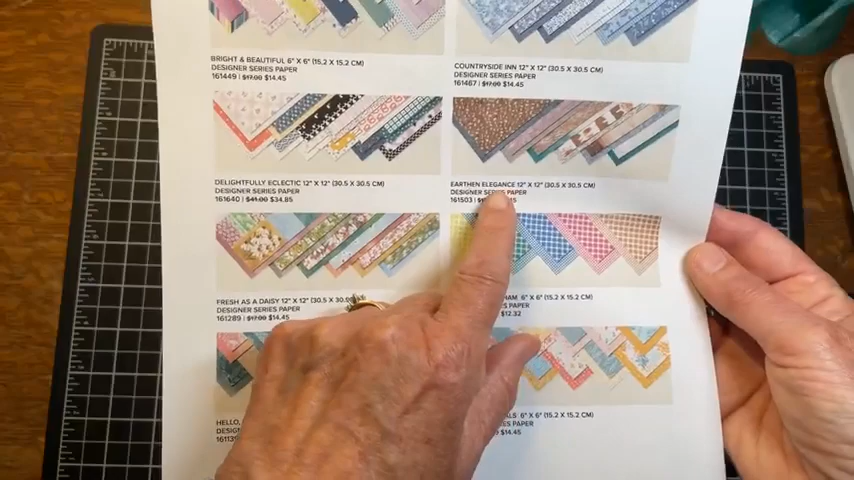 BRIGHT & BEAUTIFUL 6" X 6" (15.2 X 15.2 CM)
DESIGNER SERIES PAPER
161449 | $17.00 $14.45
COUNTRYSIDE INN 12" X 12" (30.5 X 30.5 CM)
DESIGNER SERIES PAPER
161467 | $17.00 $14.45
DELIGHTFULLY ECLECTIC 12" X 12" (30.5 X 30.5 CM)
DESIGNER SERIES PAPER
161640 | $41.00 $34.85
EARTHEN ELEGANCE 12" X 12" (30.5 X 30.5 CM)
DESIGNER SERIES PAPER
161503 |
FRESH AS A DAISY 12" X 12" (30.5 X 30.5
DESIGNER SERIES PAPER
161289 | $17.00 $14.45
6" X 6" (15.2 X 15.2 CM)
$12.32
HELLO,
DESIGN
6" X 6" (15.2 X 15.2 CM)
PAPER
$14.45